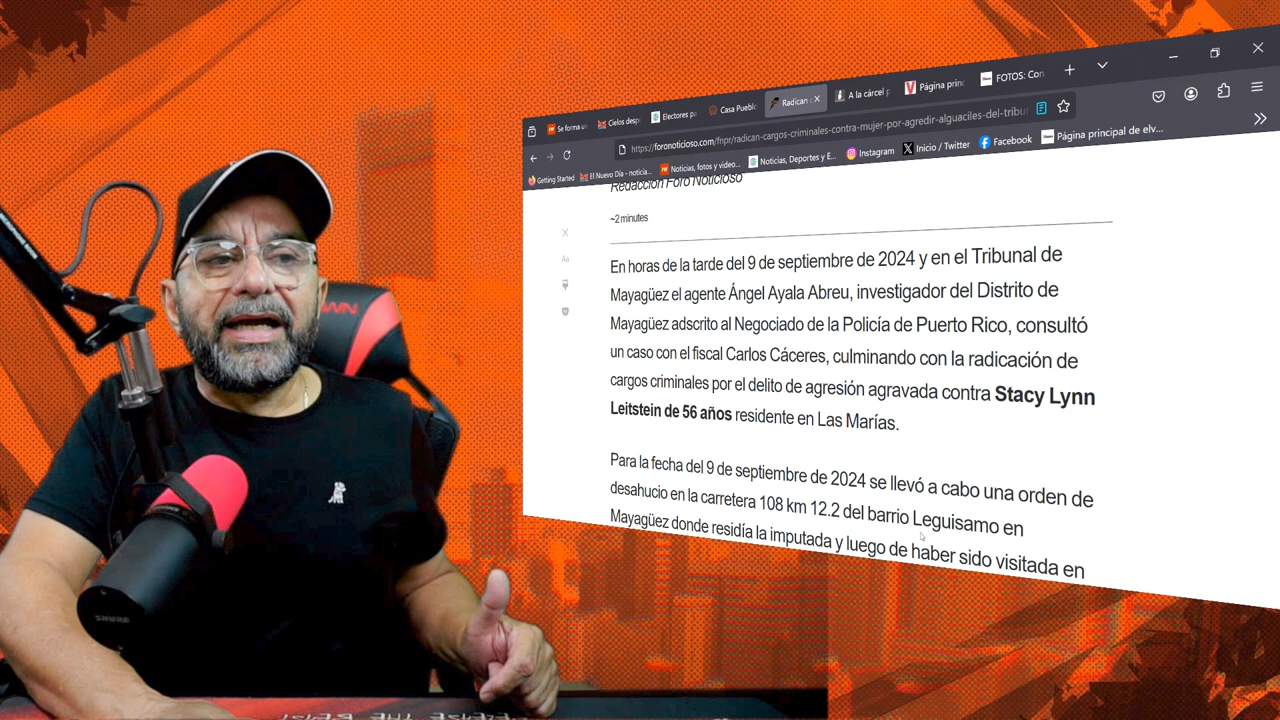 Se forma un
Cielos desp
Electores pa
Casa Puebl
Radican
A la cárcel p
Página prin
FOTOS: Con
https://foronoticioso.com/fnpr/radican-cargos-criminales-contra-mujer-por-agredir-alguaciles-del-tribur
Getting Started
El Nuevo Día - noticia...
Noticias, fotos y video...
Noticias, Deportes y E...
Instagram
Inicio / Twitter
Facebook
Página principal de elv...
Redacción Foro Noticioso
~2 minutes
Aa
En horas de la tarde del 9 de septiembre de 2024 y en el Tribunal de
Mayagüez el agente Ángel Ayala Abreu, investigador del Distrito de
Mayagüez adscrito al Negociado de la Policía de Puerto Rico, consultó
un caso con el fiscal Carlos Cáceres, culminando con la radicación de
cargos criminales por el delito de agresión agravada contra Stacy Lynn
Leitstein de 56 años residente en Las Marías.
Para la fecha del 9 de septiembre de 2024 se llevó a cabo una orden de
desahucio en la carretera 108 km 12.2 del barrio Leguisamo en
Mayagüez donde residía la imputada y luego de haber sido visitada en
SHURE